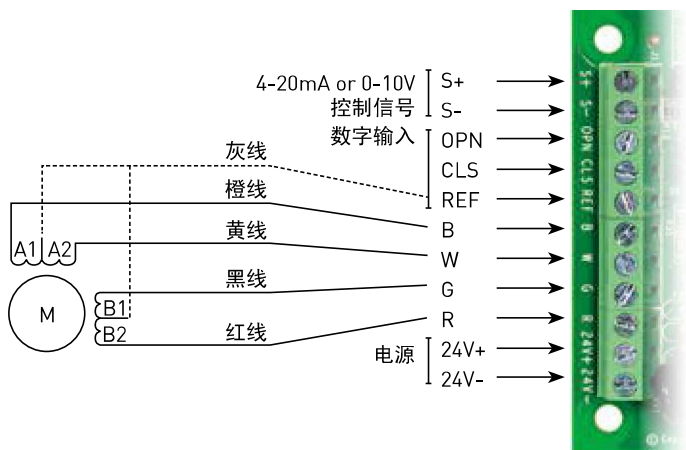 4-20mA or 0-10V
控制信号
数字输入
S+
S-
OPN
CLS
REF
B
W
G
R
24V+
24V-
电源
灰线
橙线
黄线
黑线
红线
A1 A2
B1
B2
M
S+
S-
OPN
CLS
REF
B
W
G
R
24V+
24V-